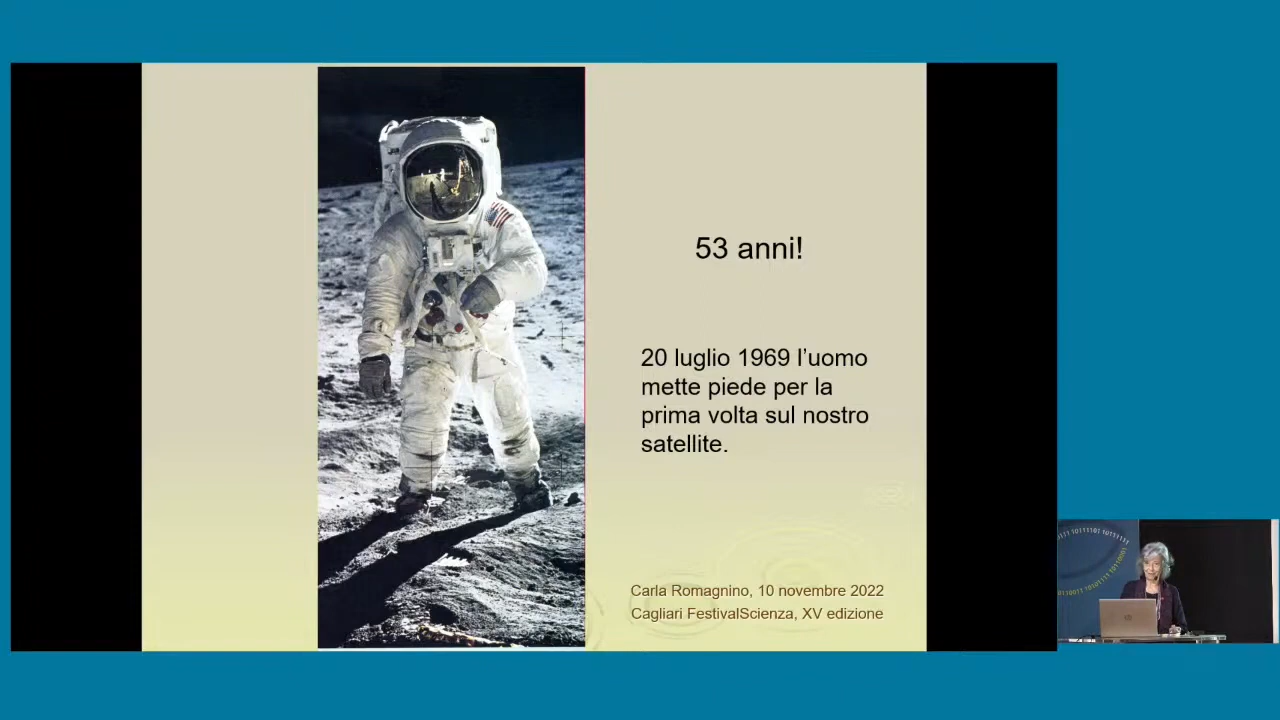 53 anni!
20 luglio 1969 l’uomo
mette piede per la
prima volta sul nostro
satellite.
Carla Romagnino, 10 novembre 2022
Cagliari FestivalScienza, XV edizione